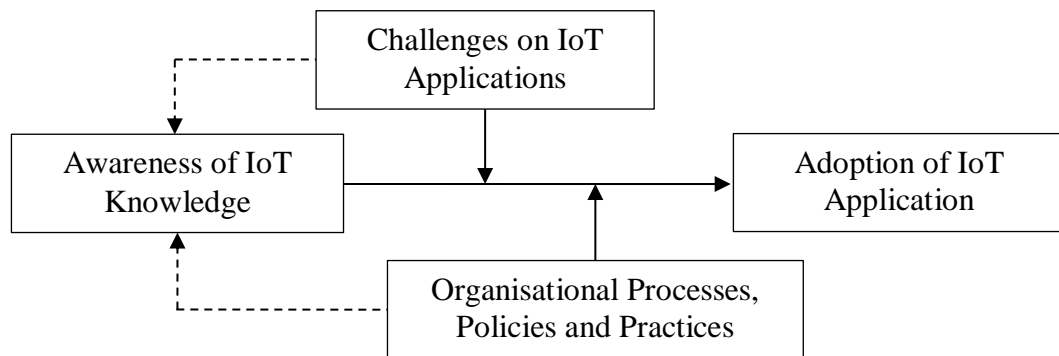 Challenges on IoT
Applications
Awareness of IoT
Knowledge
Adoption of IoT
Application
Organisational Processes,
Policies and Practices